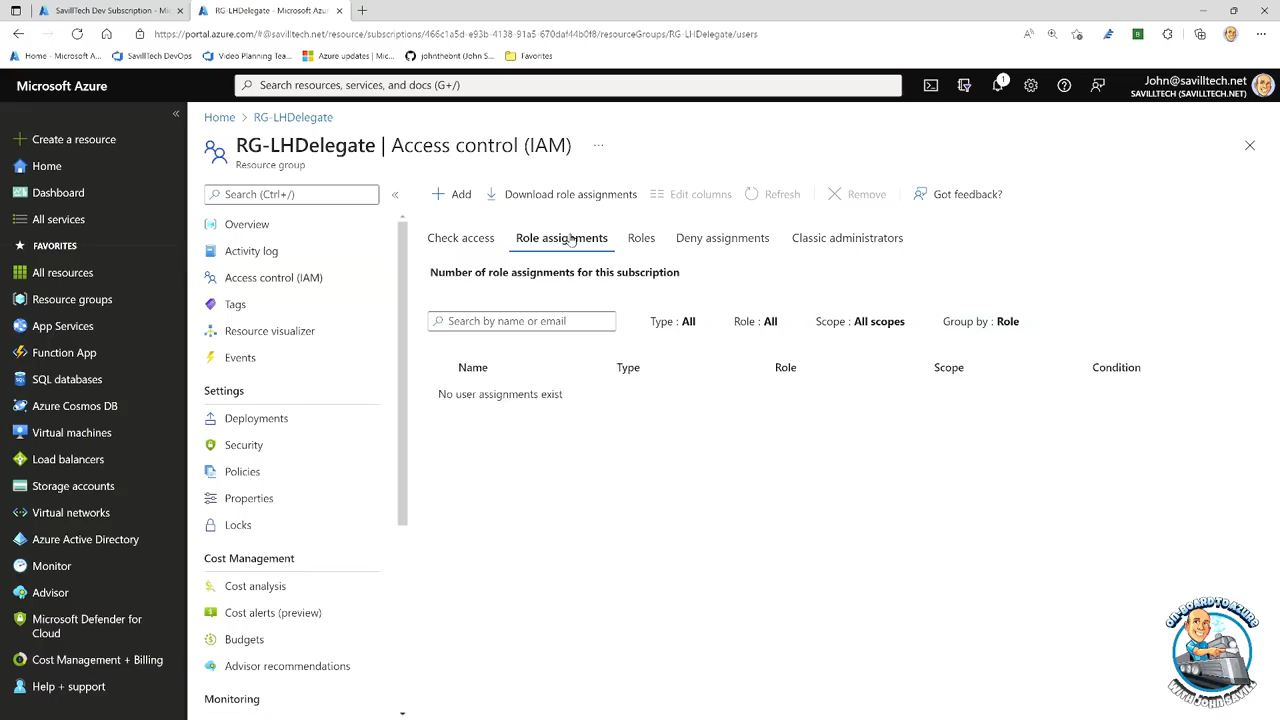 SavillTech Dev Subscription - Mi
RG-LHDelegate - Microsoft Azu
https://portal.azure.com/#@savilltech.net/resource/subscriptions/466c1a5d-e93b-4138-91a5-670daf44b0f8/resourceGroups/RG-LHDelegate/users
Home - Microsoft A...
SavillTech DevOps
Video Planning Tea...
Azure updates | Mic...
johnthebrit (John S...
Favorites
Microsoft Azure
Search resources, services, and docs (G+/)
1
John@savilltech.net
SAVILLTECH (SAVILLTECH.NET)
Create a resource
Home
Dashboard
All services
FAVORITES
All resources
Resource groups
App Services
Function App
SQL databases
Azure Cosmos DB
Virtual machines
Load balancers
Storage accounts
Virtual networks
Azure Active Directory
Monitor
Advisor
Microsoft Defender for
Cloud
Cost Management + Billing
Help + support
Home > RG-LHDelegate
RG-LHDelegate | Access control (IAM) ...
Resource group
Search (Ctrl+/)
Overview
Activity log
Access control (IAM)
Tags
Resource visualizer
Events
Settings
Deployments
Security
Policies
Properties
Locks
Cost Management
Cost analysis
Cost alerts (preview)
Budgets
Advisor recommendations
Monitoring
Add
Download role assignments
Edit columns
Refresh
Remove
Got feedback?
Check access
Role assignments
Roles
Deny assignments
Classic administrators
Number of role assignments for this subscription
Search by name or email
Type : All
Role : All
Scope : All scopes
Group by : Role
Name
Type
Role
Scope
Condition
No user assignments exist
ON-BOARD TO AZURE
WITH JOHN SAVILL